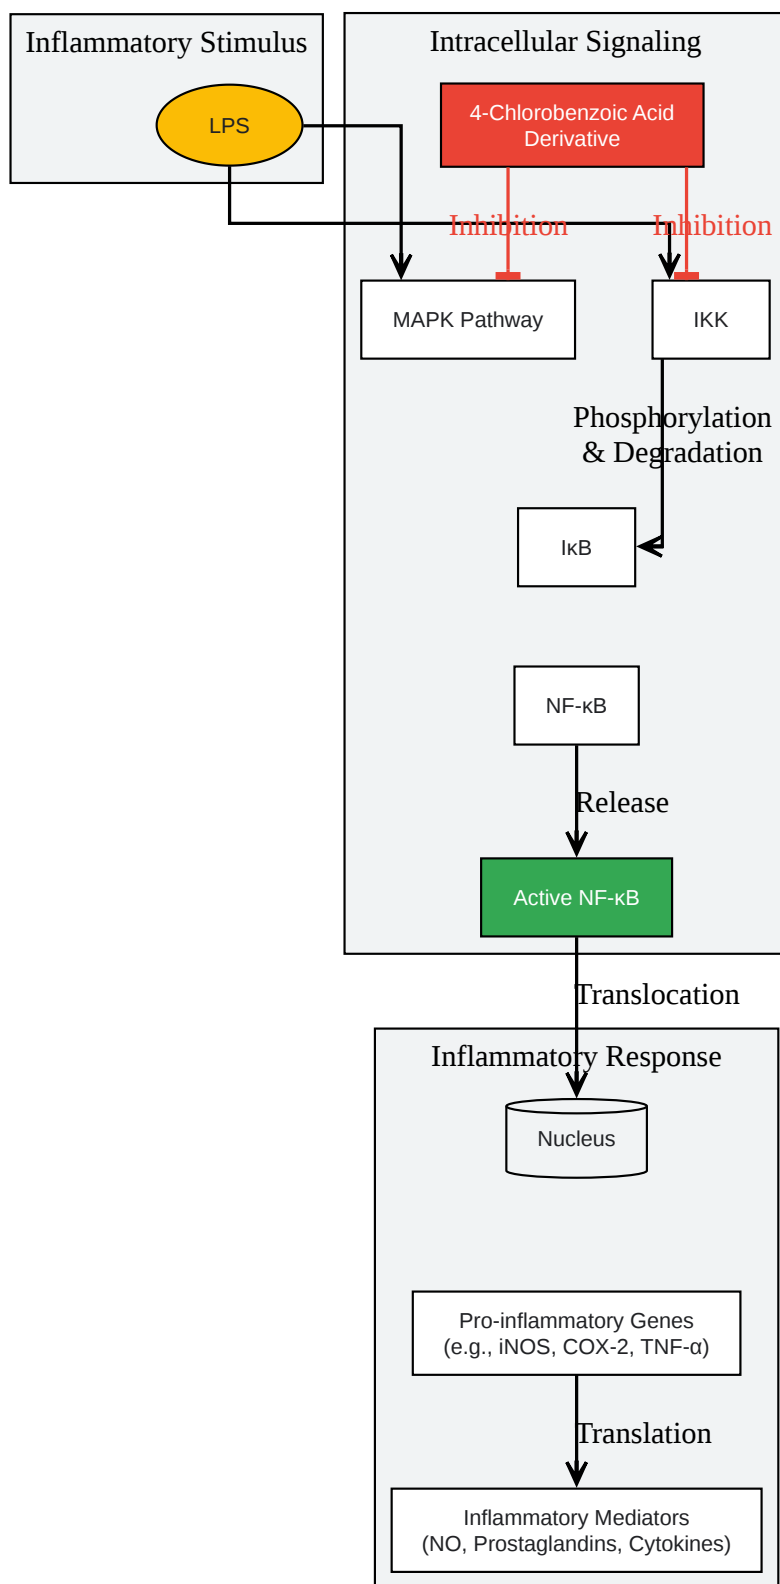 Inflammatory Stimulus
Intracellular Signaling
LPS
4-Chlorobenzoic Acid
Derivative
Inhibition
Inhibition
MAPK Pathway
IKK
Phosphorylation
& Degradation
IκB
NF-κB
Release
Active NF-κB
Translocation
Inflammatory Response
Nucleus
Pro-inflammatory Genes
(e.g., iNOS, COX-2, TNF-α)
Translation
Inflammatory Mediators
(NO, Prostaglandins, Cytokines)